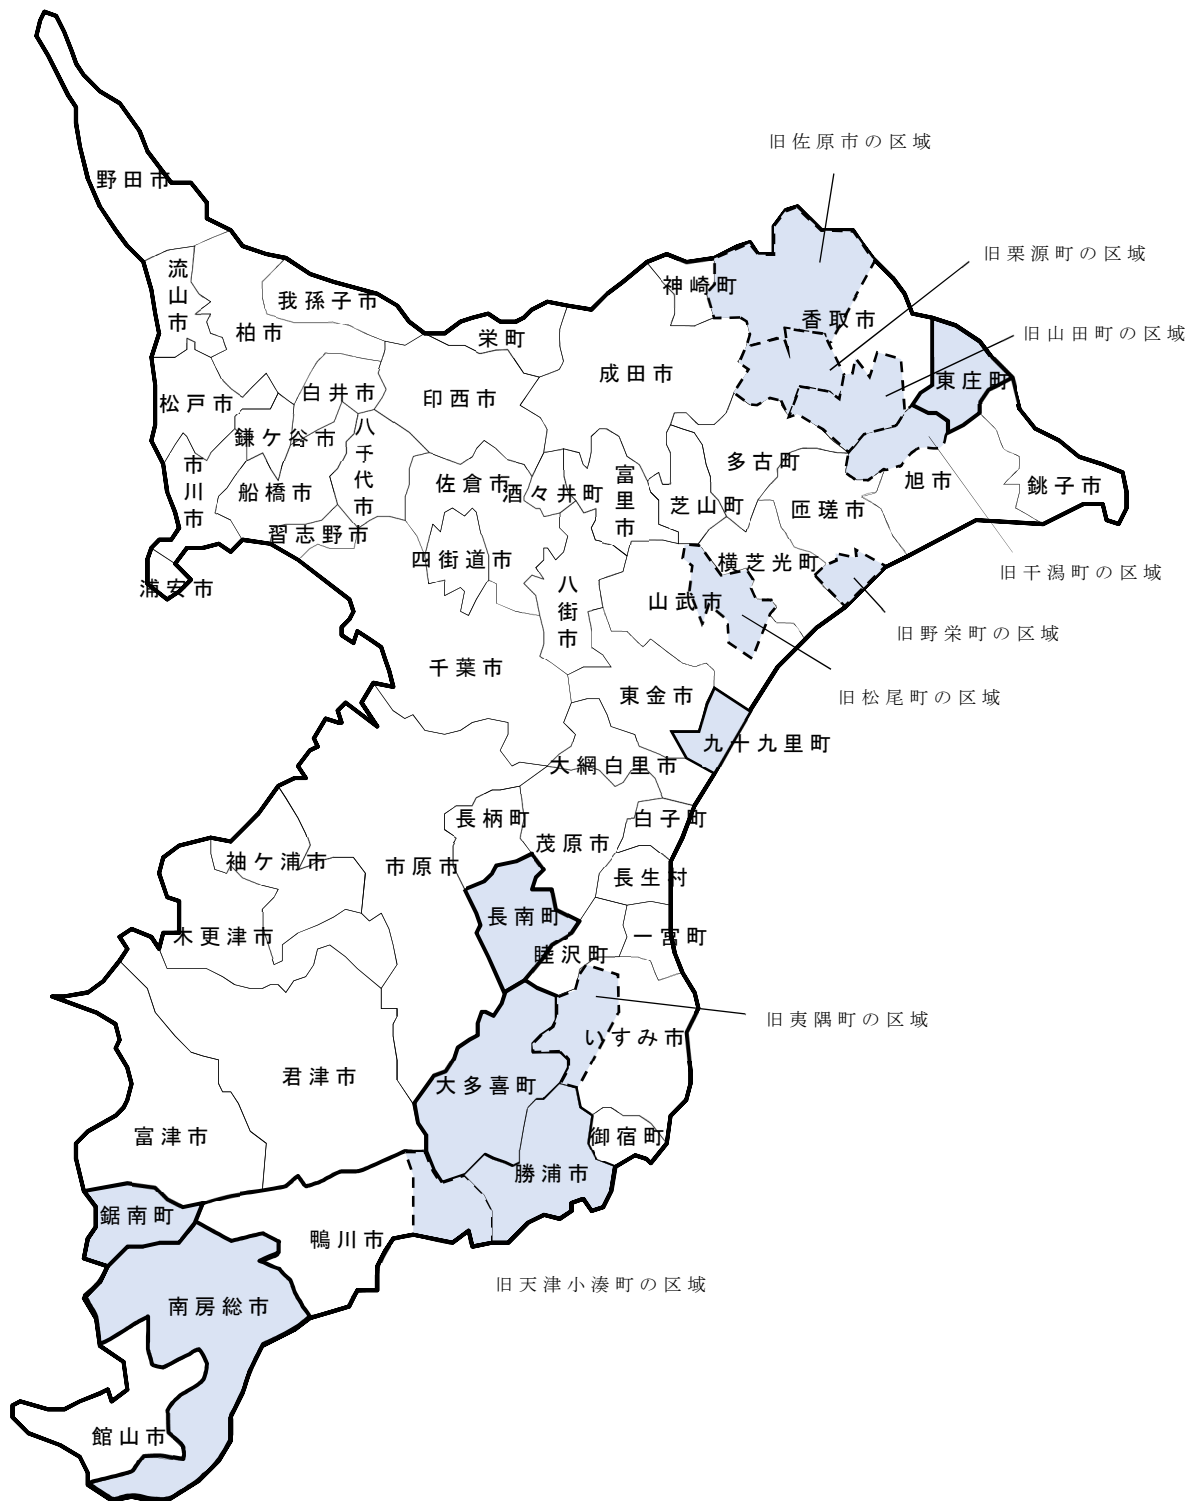 旧佐原市の区域
野田市
旧栗源町の区域
流山市
神崎町
我孫子市
香取市
柏市
栄町
旧山田町の区域
成田市
東庄町
白井市
印西市
松戸市
鎌ケ谷市
八千代市
多古町
市川市
船橋市
佐倉市
酒々井町
富里市
芝山町
匝瑳市
旭市
銚子市
習志野市
四街道市
横芝光町
旧干潟町の区域
浦安市
八街市
山武市
旧野栄町の区域
千葉市
東金市
旧松尾町の区域
九十九里町
大網白里市
長柄町
白子町
茂原市
袖ケ浦市
市原市
長生村
長南町
木更津市
一宮町
睦沢町
旧夷隅町の区域
いすみ市
君津市
大多喜町
富津市
御宿町
勝浦市
鋸南町
鴨川市
旧天津小湊町の区域
南房総市
館山市